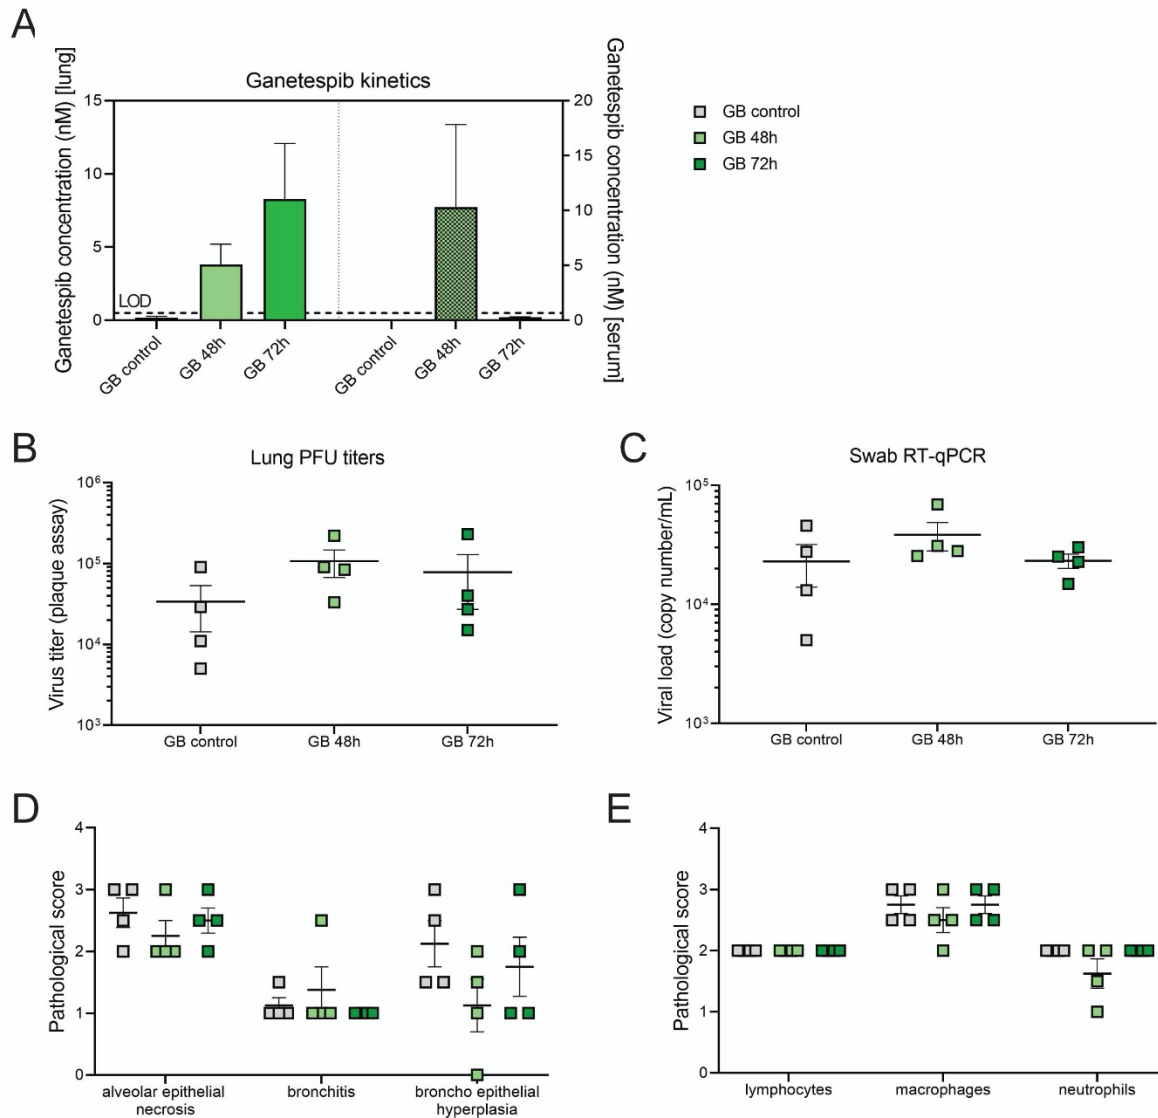 A
Ganetespib kinetics
Ganetespib concentration (nM) [lung]
15
10
5
0
LOD
Ganetespib concentration (nM) [serum]
20
15
10
5
0
GB control
GB 48h
GB 72h
GB control
GB 48h
GB 72h
GB control
GB 48h
GB 72h
B
Lung PFU titers
Virus titer (plaque assay)
10⁶
10⁵
10⁴
10³
GB control
GB 48h
GB 72h
C
Swab RT-qPCR
Viral load (copy number/mL)
10⁵
10⁴
10³
GB control
GB 48h
GB 72h
D
Pathological score
4
3
2
1
0
alveolar epithelial
necrosis
bronchitis
broncho epithelial
hyperplasia
E
Pathological score
4
3
2
1
0
lymphocytes
macrophages
neutrophils